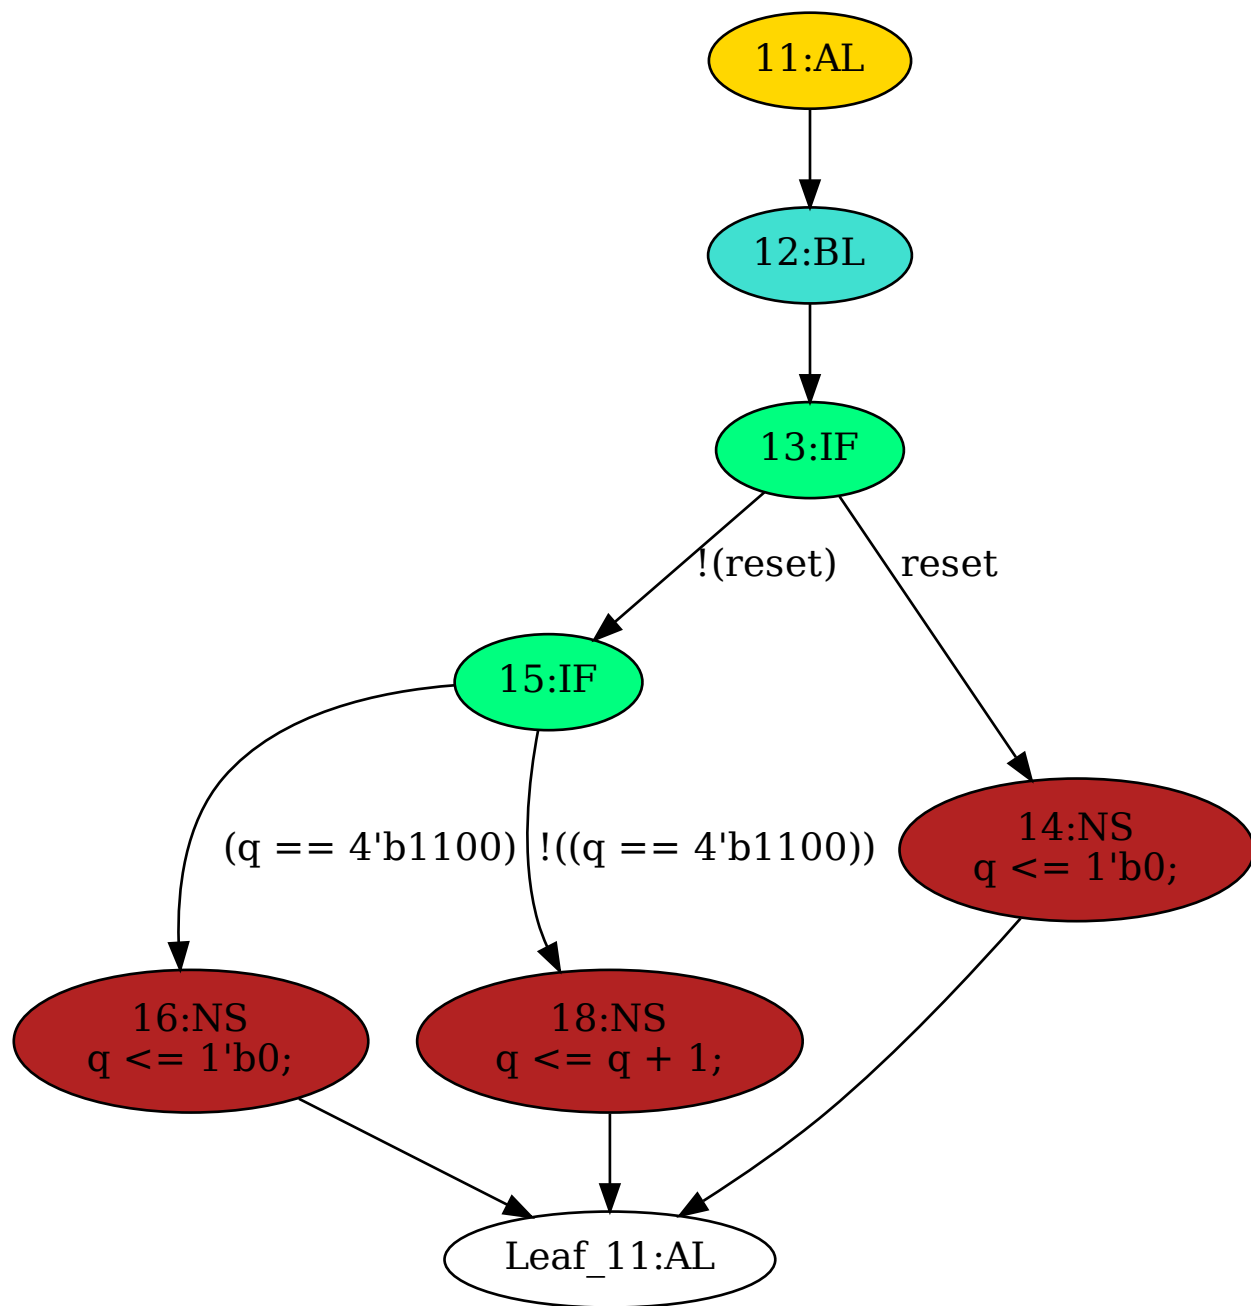 11:AL
12:BL
13:IF
!(reset)
reset
15:IF
(q == 4'b1100)
!((q == 4'b1100))
14:NS
q <= 1'b0;
16:NS
q <= 1'b0;
18:NS
q <= q + 1;
Leaf_11:AL